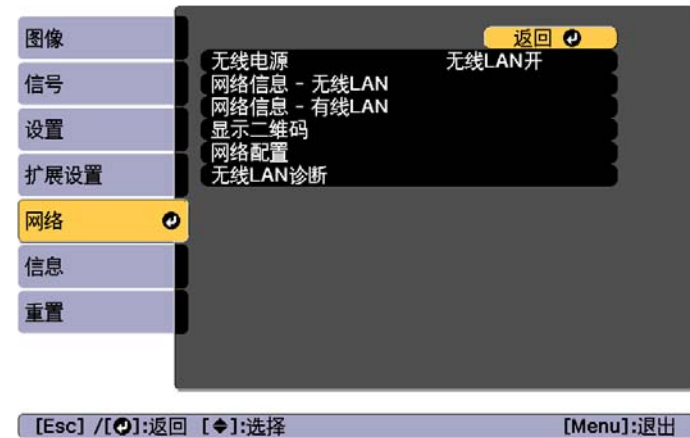 图像
信号
设置
扩展设置
网络
信息
重置
返回
无线电源 无线LAN开
网络信息 - 无线LAN
网络信息 - 有线LAN
显示二维码
网络配置
无线LAN诊断
[Esc] /[]:返回 []:选择 [Menu]:退出